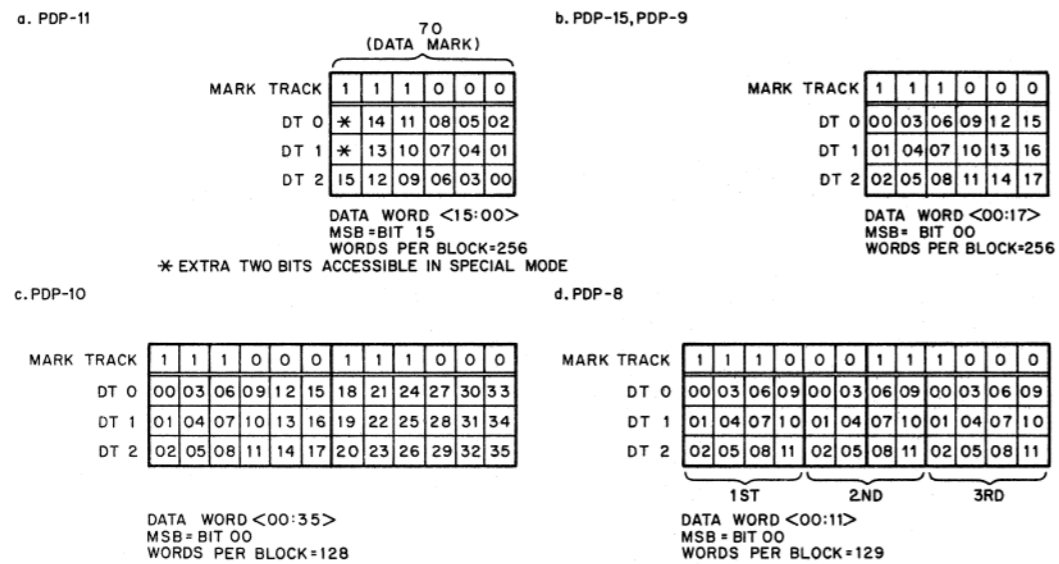 a. PDP-11
70
(DATA MARK)
MARK TRACK 1 1 1 0 0 0
DT 0 * 14 11 08 05 02
DT 1 * 13 10 07 04 01
DT 2 15 12 09 06 03 00
DATA WORD <15:00>
MSB=BIT 15
WORDS PER BLOCK=256
* EXTRA TWO BITS ACCESSIBLE IN SPECIAL MODE
b. PDP-15, PDP-9
MARK TRACK 1 1 1 0 0 0
DT 0 00 03 06 09 12 15
DT 1 01 04 07 10 13 16
DT 2 02 05 08 11 14 17
DATA WORD <00:17>
MSB= BIT 00
WORDS PER BLOCK=256
c. PDP-10
MARK TRACK 1 1 1 0 0 0 1 1 1 0 0 0
DT 0 00 03 06 09 12 15 18 21 24 27 30 33
DT 1 01 04 07 10 13 16 19 22 25 28 31 34
DT 2 02 05 08 11 14 17 20 23 26 29 32 35
DATA WORD <00:35>
MSB= BIT 00
WORDS PER BLOCK=128
d. PDP-8
MARK TRACK 1 1 1 0 0 0 1 1 1 0 0 0
DT 0 00 03 06 09 00 03 06 09 00 03 06 09
DT 1 01 04 07 10 01 04 07 10 01 04 07 10
DT 2 02 05 08 11 02 05 08 11 02 05 08 11
1ST 2ND 3RD
DATA WORD <00:11>
MSB = BIT 00
WORDS PER BLOCK=129